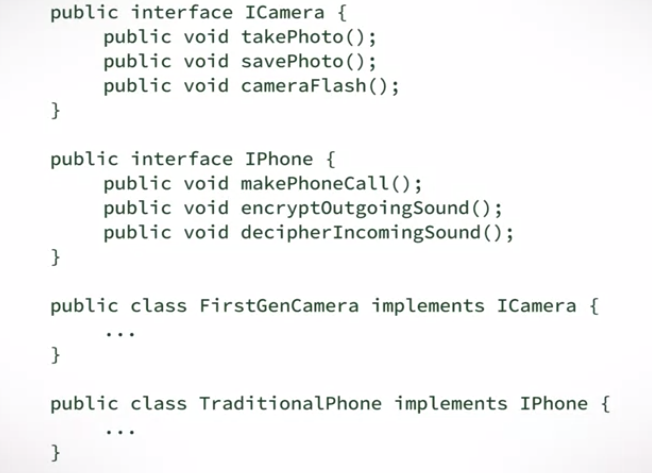 public interface ICamera {
public void takePhoto();
public void savePhoto();
public void cameraFlash();
}
public interface IPhone {
public void makePhoneCall();
public void encryptOutgoingSound();
public void decipherIncomingSound();
}
public class FirstGenCamera implements ICamera {
...
}
public class TraditionalPhone implements IPhone {
...
}